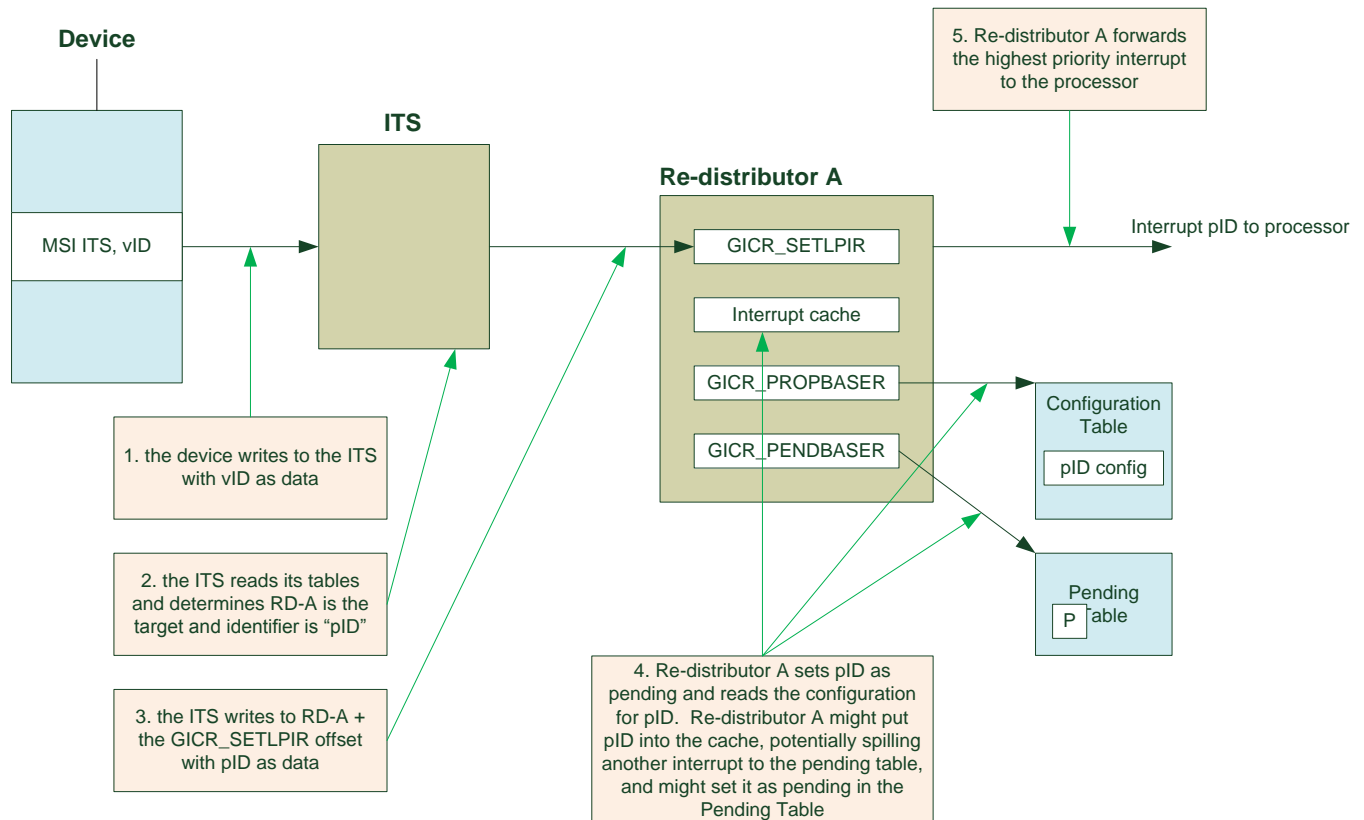 Device
5. Re-distributor A forwards
the highest priority interrupt
to the processor
ITS
Re-distributor A
MSI ITS, vID
GICR_SETLPIR
Interrupt pID to processor
Interrupt cache
GICR_PROPBASER
Configuration
Table
pID config
GICR_PENDBASER
1. the device writes to the ITS
with vID as data
2. the ITS reads its tables
and determines RD-A is the
target and identifier is “pID”
Pending
Table
P
3. the ITS writes to RD-A +
the GICR_SETLPIR offset
with pID as data
4. Re-distributor A sets pID as
pending and reads the configuration
for pID. Re-distributor A might put
pID into the cache, potentially spilling
another interrupt to the pending table,
and might set it as pending in the
Pending Table